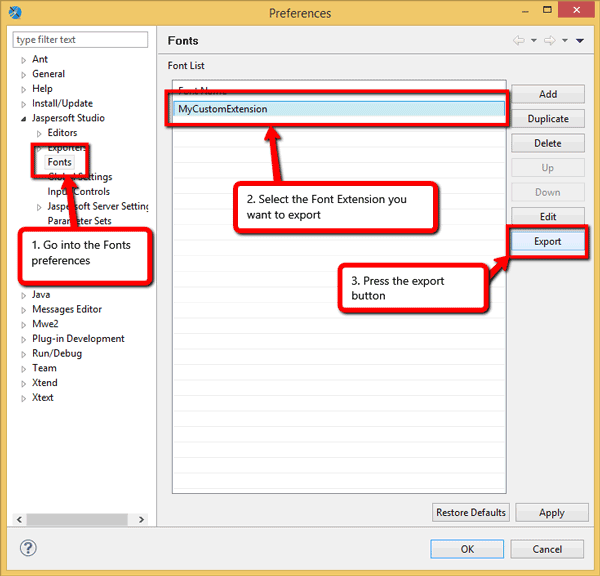 Preferences
type filter text
Ant
General
Help
Install/Update
Jaspersoft Studio
Editors
Exporters
Fonts
Global Settings
Input Controls
Jaspersoft Server Setting
Parameter Sets
1. Go into the Fonts
preferences
Java
Messages Editor
Mwe2
Plug-in Development
Run/Debug
Team
Xtend
Xtext
Fonts
Font List
Font Name
MyCustomExtension
2. Select the Font Extension you
want to export
3. Press the export
button
Add
Duplicate
Delete
Up
Down
Edit
Export
Restore Defaults
Apply
?
OK
Cancel